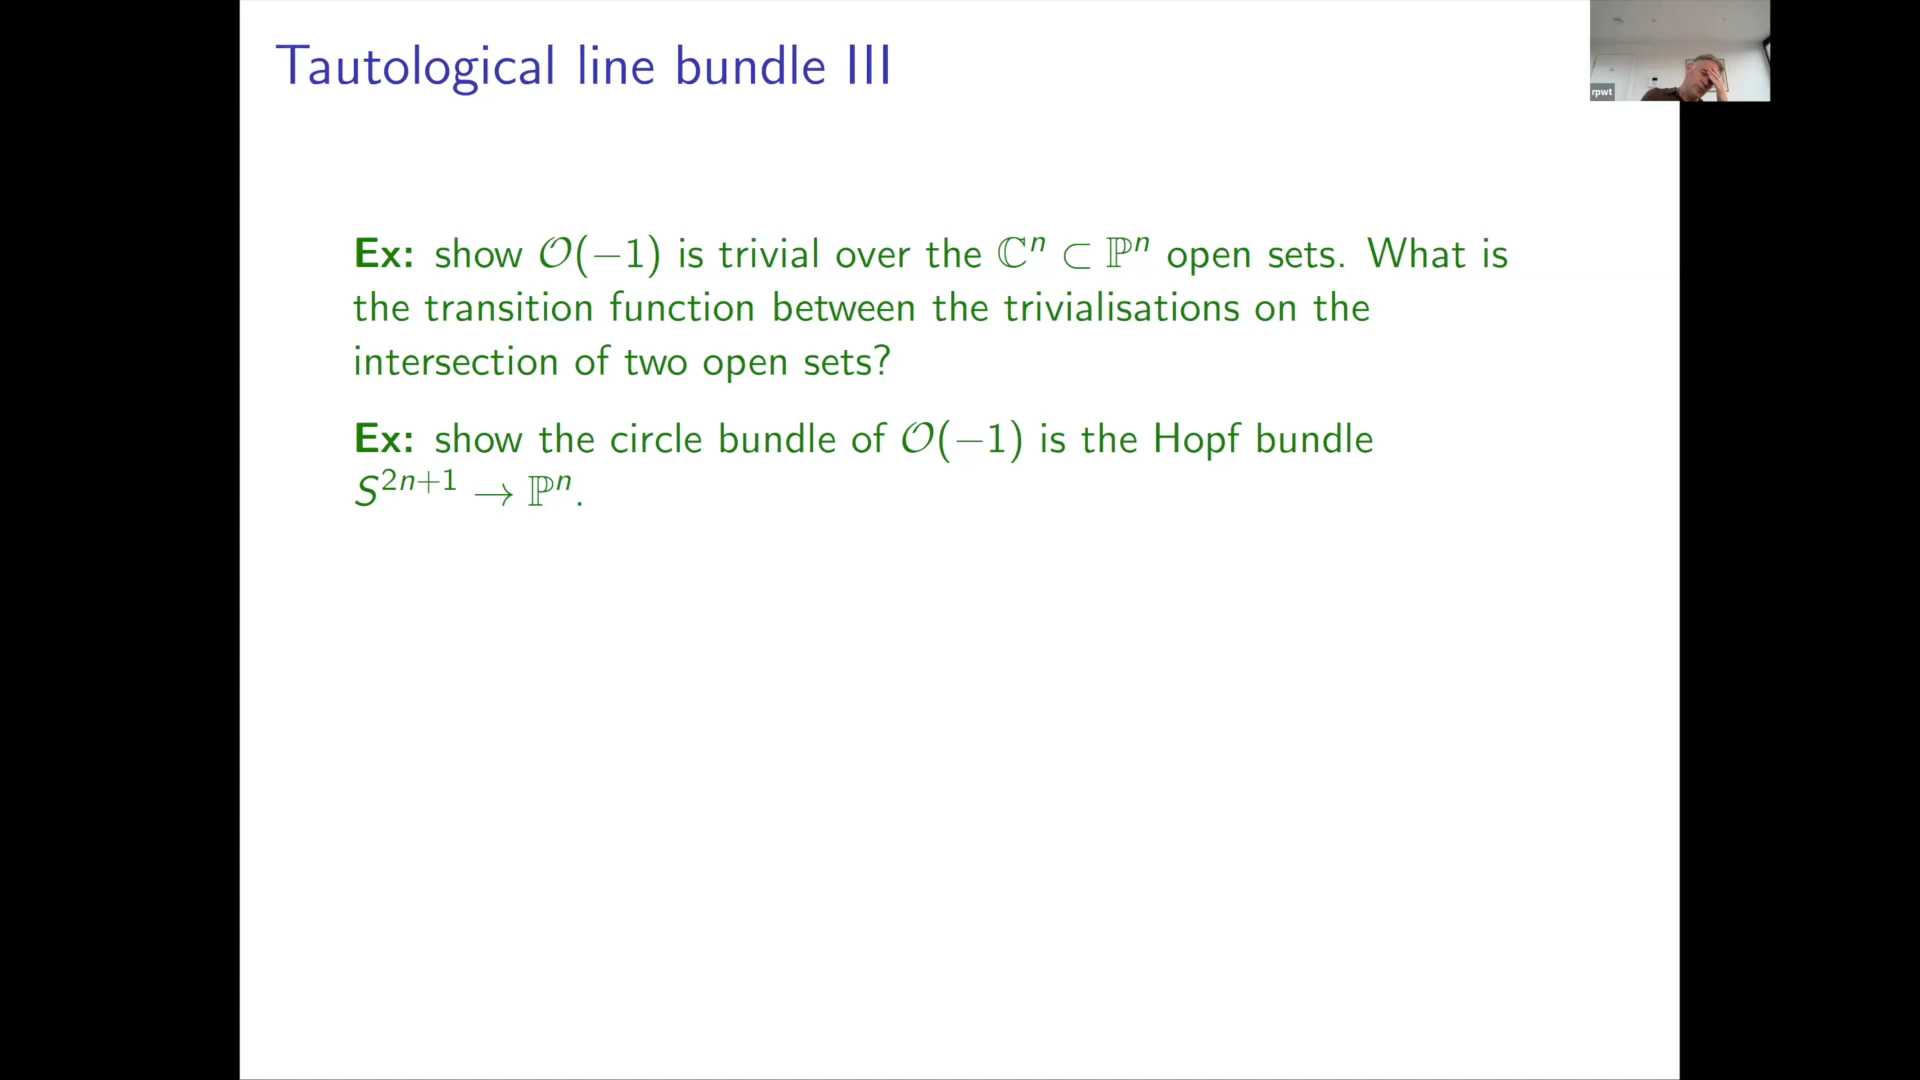 Tautological line bundle III
rpwt
Ex: show 𝒪(−1) is trivial over the ℂⁿ ⊂ ℙⁿ open sets. What is
the transition function between the trivialisations on the
intersection of two open sets?
Ex: show the circle bundle of 𝒪(−1) is the Hopf bundle
S²ⁿ⁺¹ → ℙⁿ.